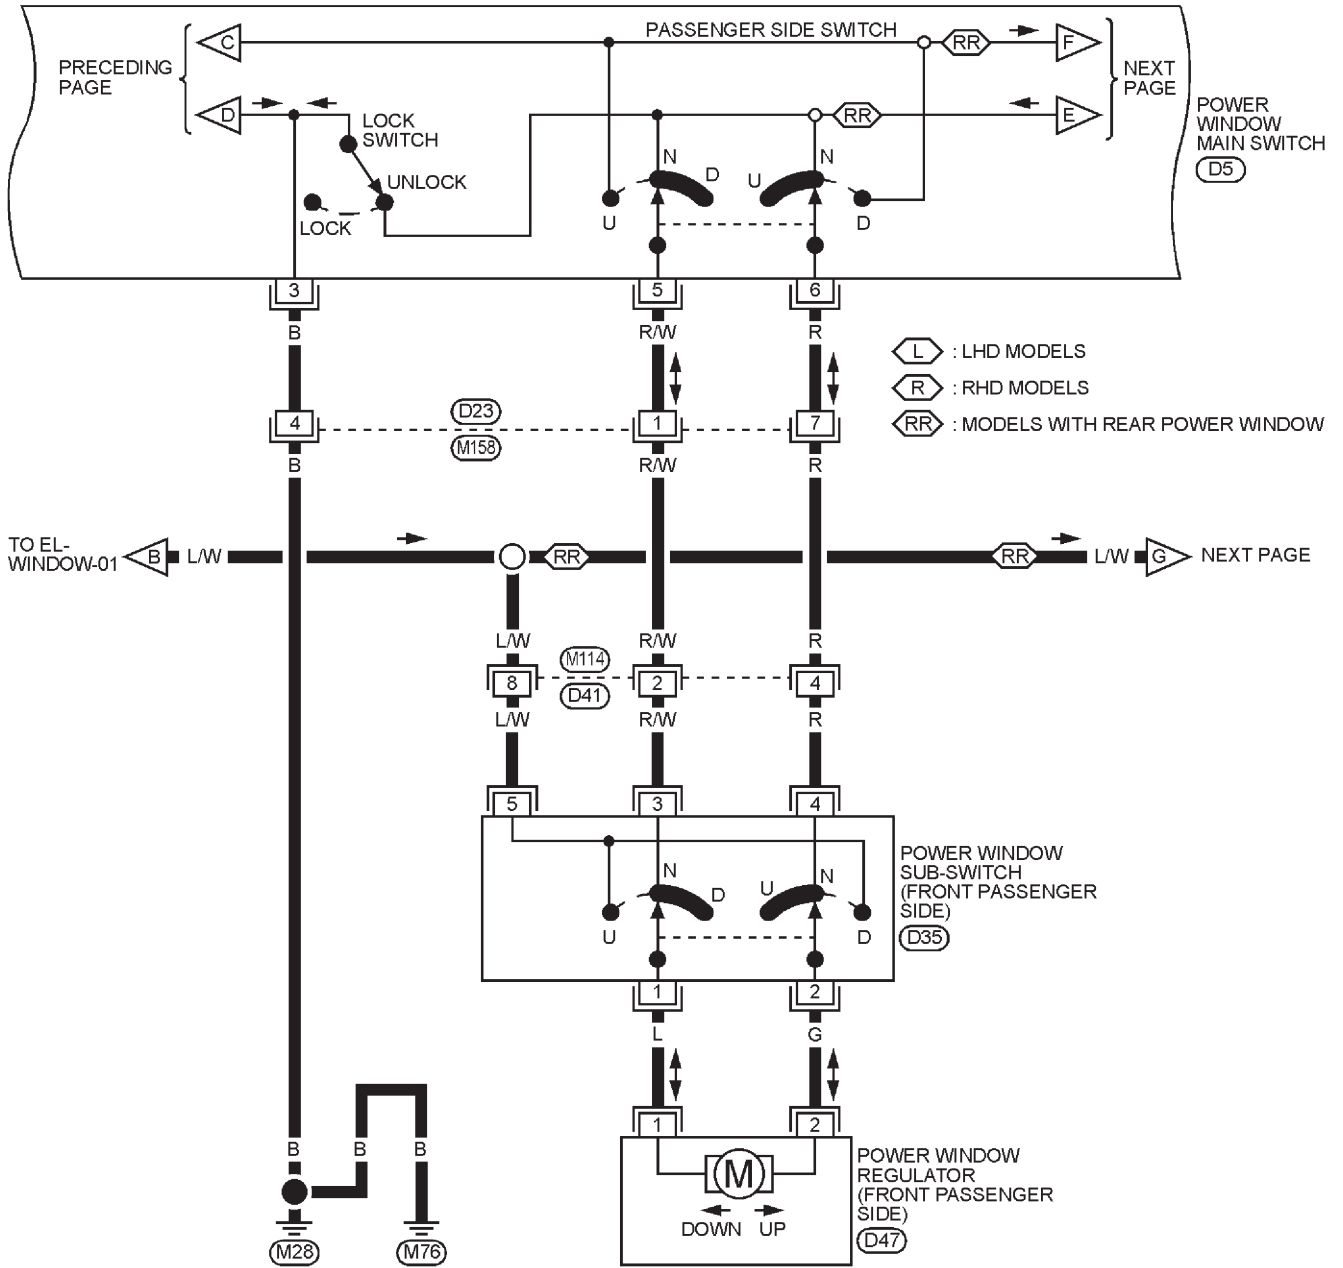 C
PASSENGER SIDE SWITCH
RR
F
PRECEDING
PAGE
NEXT
PAGE
D
LOCK
SWITCH
RR
E
POWER
WINDOW
MAIN SWITCH
D5
UNLOCK
LOCK
N
D
U
U
N
D
3
5
6
B
R/W
R
L : LHD MODELS
R : RHD MODELS
RR : MODELS WITH REAR POWER WINDOW
4
D23
M158
1
7
B
R/W
R
TO EL-
WINDOW-01
B
L/W
RR
RR
L/W
G
NEXT PAGE
L/W
R/W
R
8
M114
D41
2
4
L/W
R/W
R
5
3
4
N
D
U
U
N
D
POWER WINDOW
SUB-SWITCH
(FRONT PASSENGER
SIDE)
D35
1
2
L
G
1
2
M
DOWN UP
POWER WINDOW
REGULATOR
(FRONT PASSENGER
SIDE)
D47
B
B
B
M28
M76